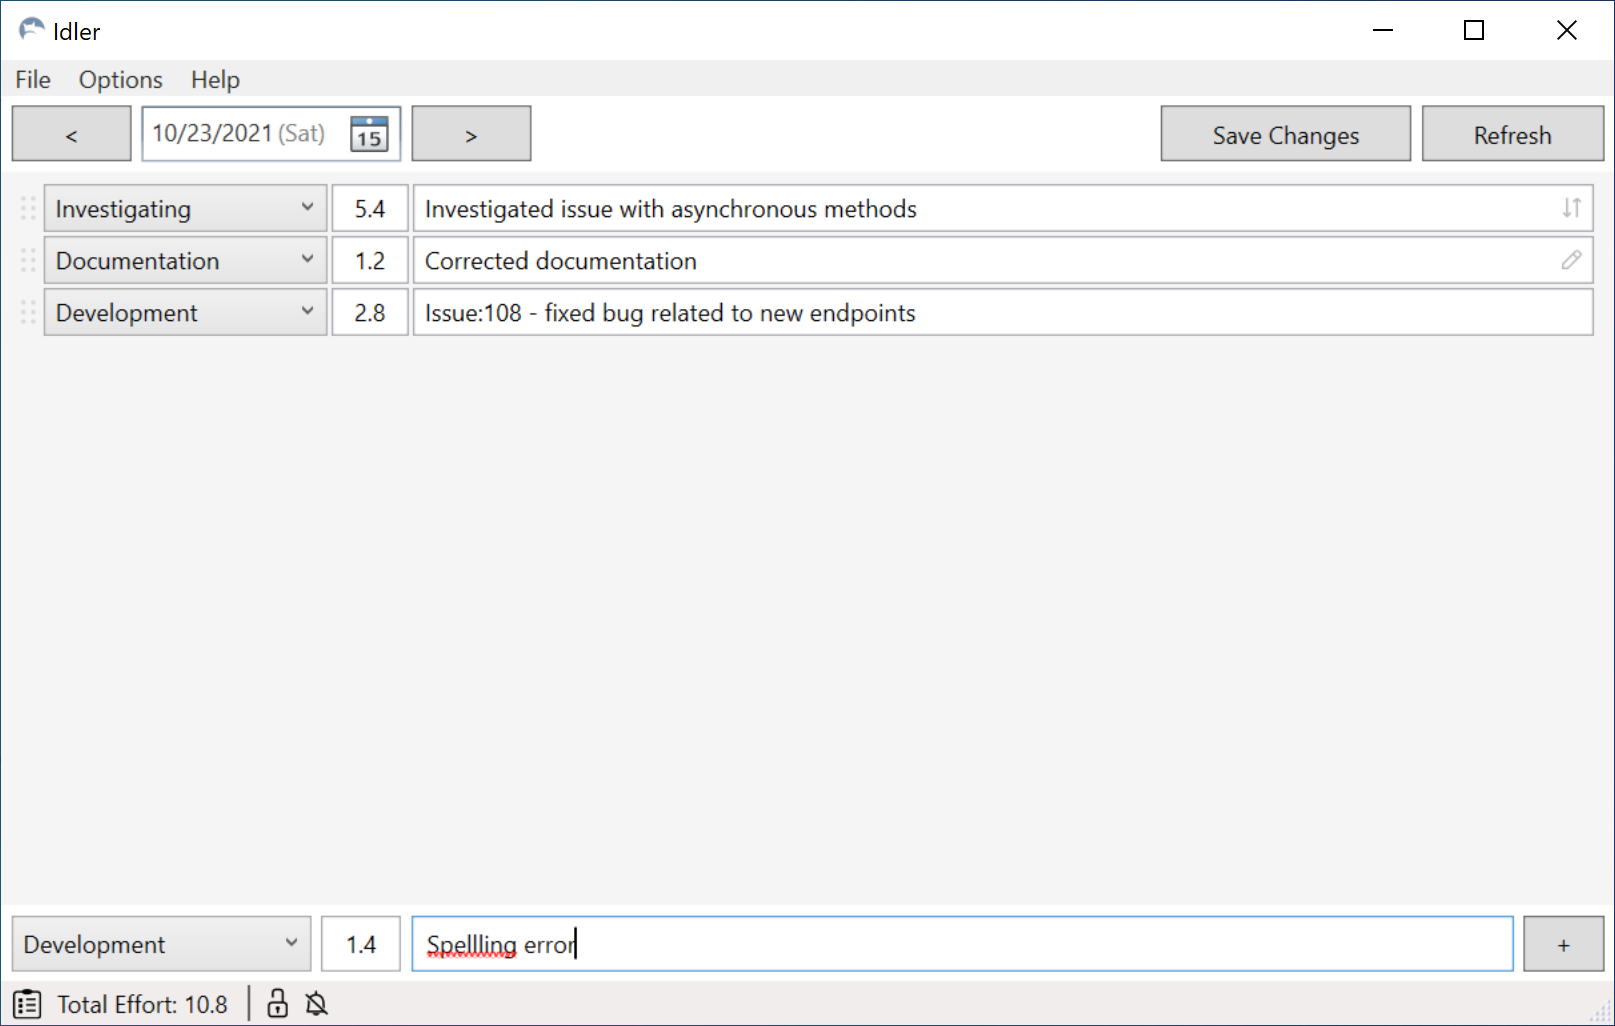 Idler
File Options Help
< 10/23/2021 (Sat) 15 > Save Changes Refresh
Investigating 5.4 Investigated issue with asynchronous methods
Documentation 1.2 Corrected documentation
Development 2.8 Issue:108 - fixed bug related to new endpoints
Development 1.4 Spellling error +
Total Effort: 10.8